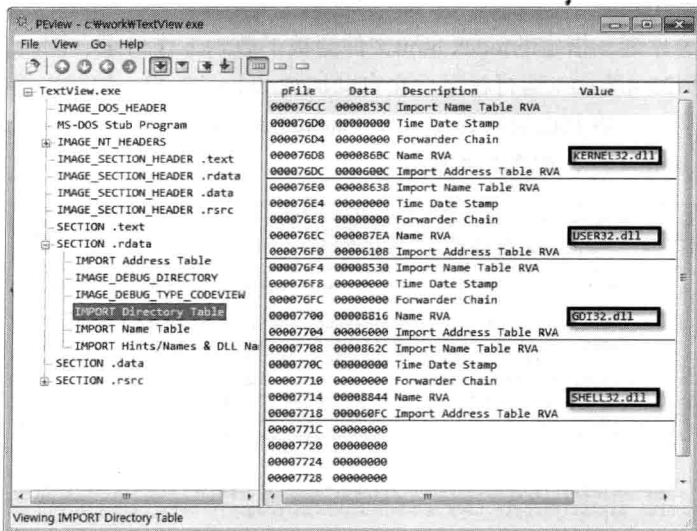 PEview - c:₩work₩TextView.exe
File View Go Help
TextView.exe
IMAGE_DOS_HEADER
MS-DOS Stub Program
IMAGE_NT_HEADERS
IMAGE_SECTION_HEADER .text
IMAGE_SECTION_HEADER .rdata
IMAGE_SECTION_HEADER .data
IMAGE_SECTION_HEADER .rsrc
SECTION .text
SECTION .rdata
IMPORT Address Table
IMAGE_DEBUG_DIRECTORY
IMAGE_DEBUG_TYPE_CODEVIEW
IMPORT Directory Table
IMPORT Name Table
IMPORT Hints/Names & DLL Na
SECTION .data
SECTION .rsrc
pFile Data Description Value
000076CC 0000853C Import Name Table RVA
000076D0 00000000 Time Date Stamp
000076D4 00000000 Forwarder Chain
000076D8 000086BC Name RVA KERNEL32.dll
000076DC 0000600C Import Address Table RVA
000076E0 00008638 Import Name Table RVA
000076E4 00000000 Time Date Stamp
000076E8 00000000 Forwarder Chain
000076EC 000087EA Name RVA USER32.dll
000076F0 00006108 Import Address Table RVA
000076F4 00008530 Import Name Table RVA
000076F8 00000000 Time Date Stamp
000076FC 00000000 Forwarder Chain
00007700 00008816 Name RVA GDI32.dll
00007704 00006000 Import Address Table RVA
00007708 0000862C Import Name Table RVA
0000770C 00000000 Time Date Stamp
00007710 00000000 Forwarder Chain
00007714 00008844 Name RVA SHELL32.dll
00007718 000060FC Import Address Table RVA
0000771C 00000000
00007720 00000000
00007724 00000000
00007728 00000000
Viewing IMPORT Directory Table